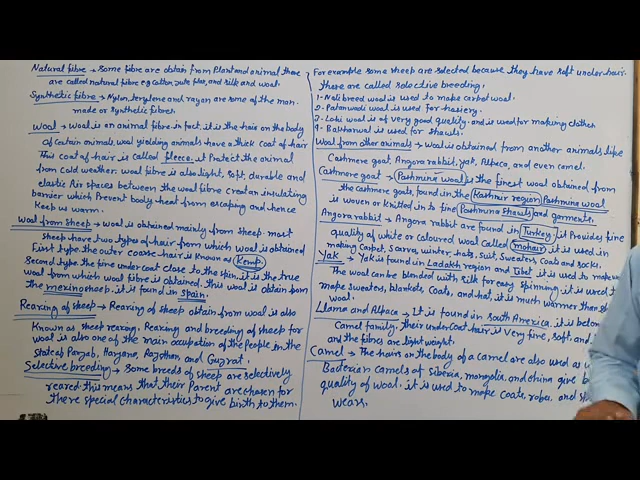 Natural fibre → some fibre are obtain from Plant and animal these
are called natural fibre e.g cotton, jute flax, and silk and wool.
Synthetic fibre → Nylon, terylene and rayon are some of the man-
made or synthetic fibres.
Wool → Wool is an animal fibre in fact, it is the hair on the body
of certain animals, wool yielding animals have a thick coat of hair
This coat of hair is called fleece. it Protect the animal
from cold weather. wool fibre is also light, soft, durable and
elastic Air spaces between the wool fibre creat an insulating
barrier which Prevent body heat from escaping and hence
Keep us warm.
Wool from sheep → wool is obtained mainly from sheep most
sheep have two types of hair from which wool is obtained
First type the outer coarse hair is known as Kemp.
Second type the fine under coat close to the skin, it is the true
wool from which wool fibre is obtained. This wool is obtain from
the merino sheep. it is found in Spain.
Rearing of sheep → Rearing of sheep obtain from wool is also
Known as sheep rearing. Rearing and breeding of sheep for
wool is also one of the main occupation of the people in the
state of Panjab, Haryana, Rajsthan, and Gujrat.
Selective breeding → Some breeds of sheep are selectively
reared. this means that their Parent are chosen for
there special characteristics to give birth to them.
For example some sheep are selected because they have soft under hair.
these are called selective breeding.
1- Nali breed wool is used to make carpet wool.
2- Patanwadi wool is used for hosiery.
3- Lohi wool is of very good quality, and is used for making clothes
4- Bakharwal is used for shawls.
Wool from other animals → wool is obtained from another animals like
Cashmere goat, Angora rabbit, yak, Alpaca, and even camel.
Cashmere goat → Pashmina wool is the finest wool obtained from
the cashmere goats, found in the Kashmir region Pashmina wool
is woven or knitted in to fine Pashmina Shawls and garments.
Angora rabbit → Angora rabbit are found in Turkey. it Provides fine
quality of white or coloured wool called mohair it is used in
making Carpet, winter, hats, suit, sweaters, Coats and socks.
Yak → Yak is found in Ladakh region and Tibet it is used to make
The wool can be blended with silk for easy spinning it is used t
make sweaters, blankets, coats, and hat, it is much warmer than sh
wool.
Llama and Alpaca → it is found in south America, it is belon
Camel family, their under coat hair is very fine, soft, and
and the fibres are light weight.
Camel → The hairs on the body of a camel are also used as w
camels of Siberia, mongolia, and china give
quality of wool. it is used to make coats, robes, and
wears.